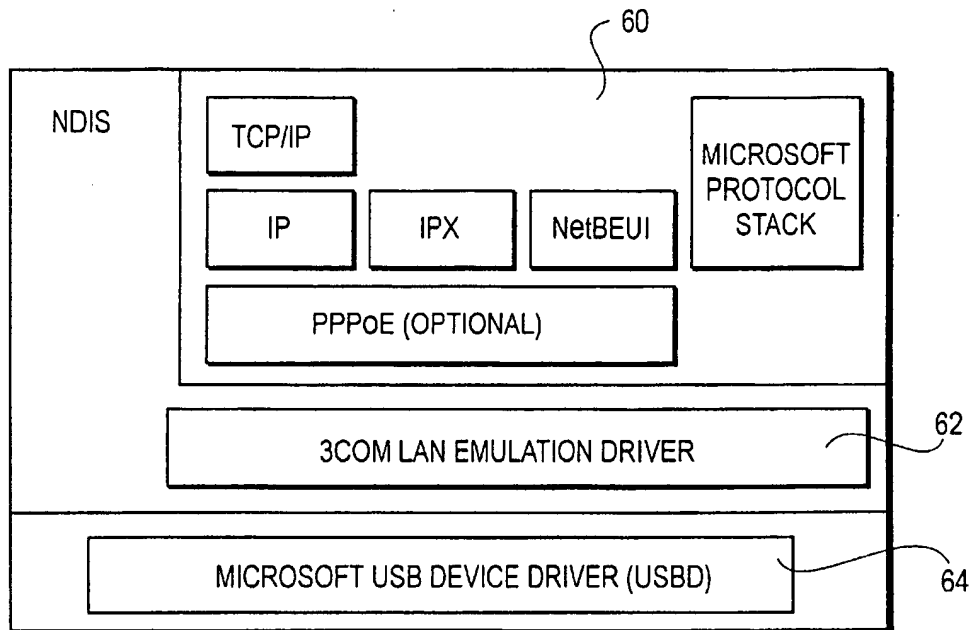 60
NDIS
TCP/IP
MICROSOFT
PROTOCOL
STACK
IP
IPX
NetBEUI
PPPoE (OPTIONAL)
62
3COM LAN EMULATION DRIVER
MICROSOFT USB DEVICE DRIVER (USBD)
64